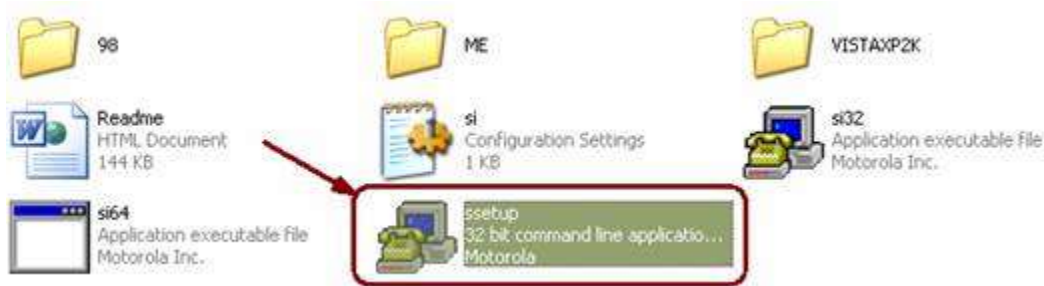 98
ME
VISTAXP2K
Readme
HTML Document
144 KB
si
Configuration Settings
1 KB
si32
Application executable file
Motorola Inc.
si64
Application executable file
Motorola Inc.
ssetup
32 bit command line applicatio...
Motorola